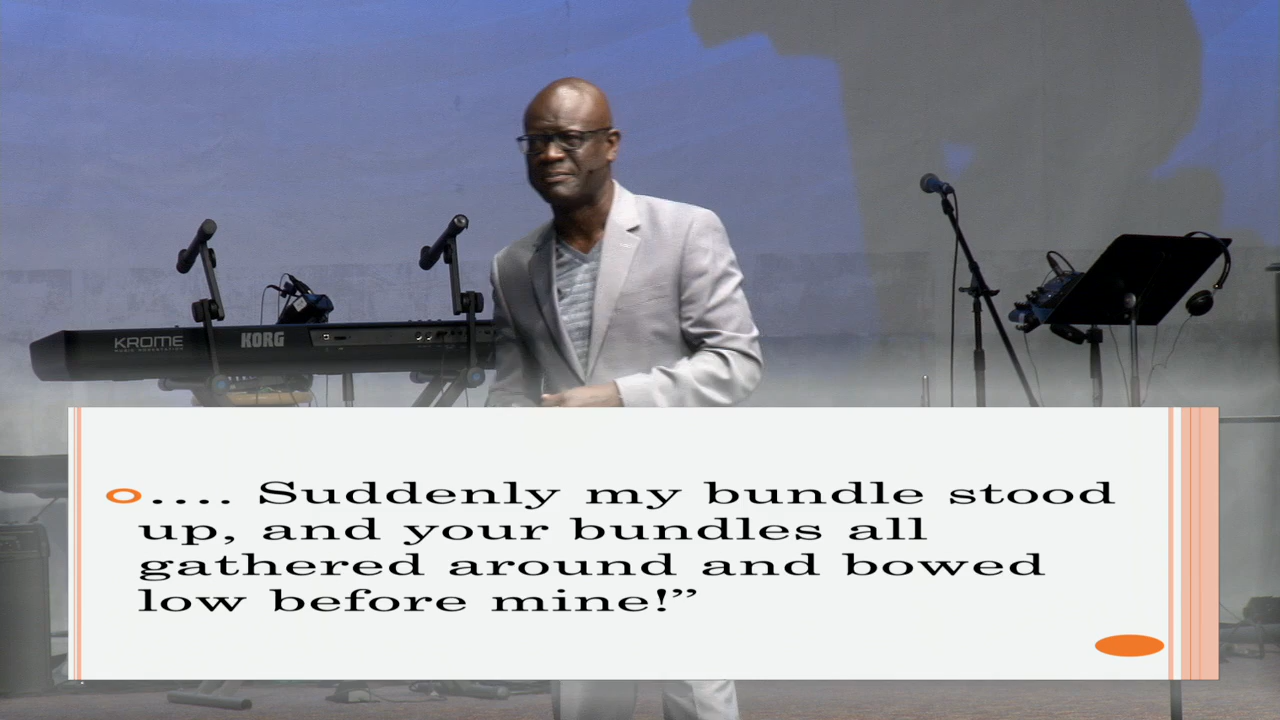 KROME
KORG
.... Suddenly my bundle stood
up, and your bundles all
gathered around and bowed
low before mine!”